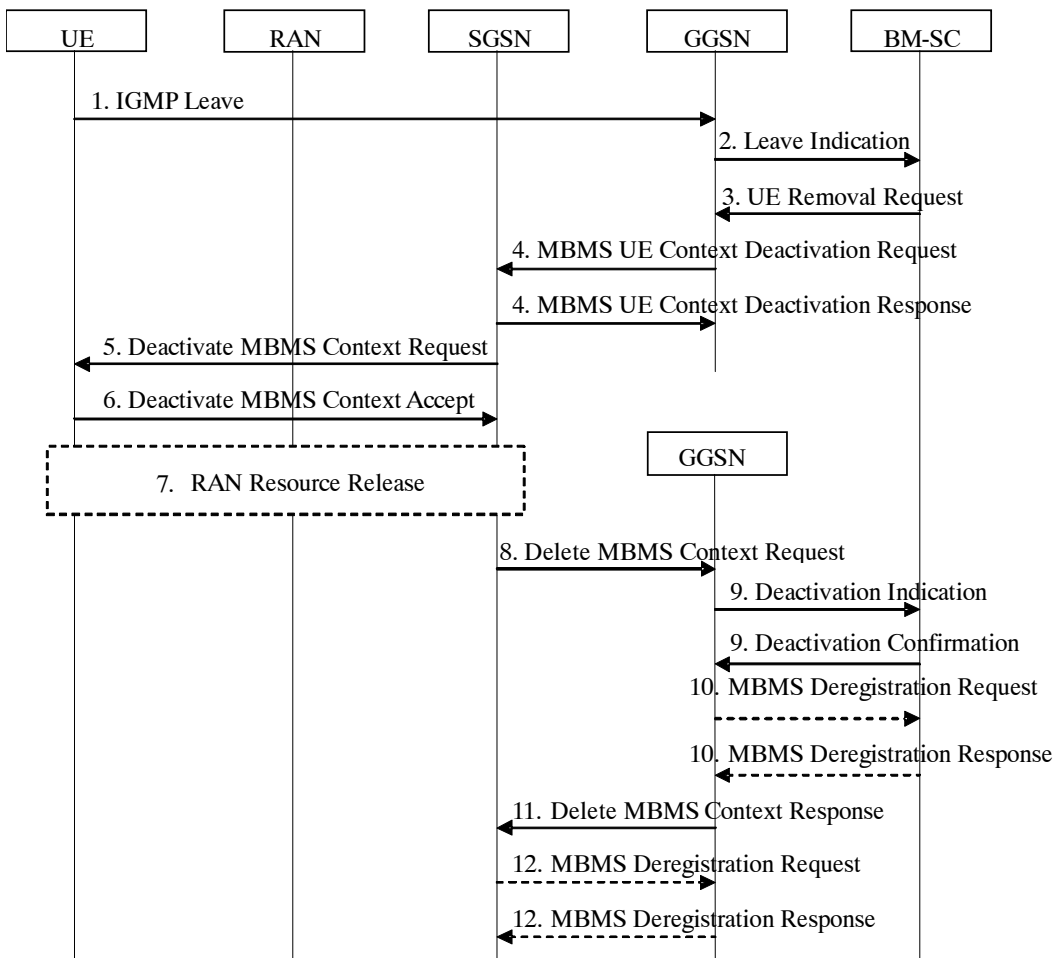 UE
RAN
SGSN
GGSN
BM-SC
1. IGMP Leave
2. Leave Indication
3. UE Removal Request
4. MBMS UE Context Deactivation Request
4. MBMS UE Context Deactivation Response
5. Deactivate MBMS Context Request
6. Deactivate MBMS Context Accept
GGSN
7. RAN Resource Release
8. Delete MBMS Context Request
9. Deactivation Indication
9. Deactivation Confirmation
10. MBMS Deregistration Request
10. MBMS Deregistration Response
11. Delete MBMS Context Response
12. MBMS Deregistration Request
12. MBMS Deregistration Response